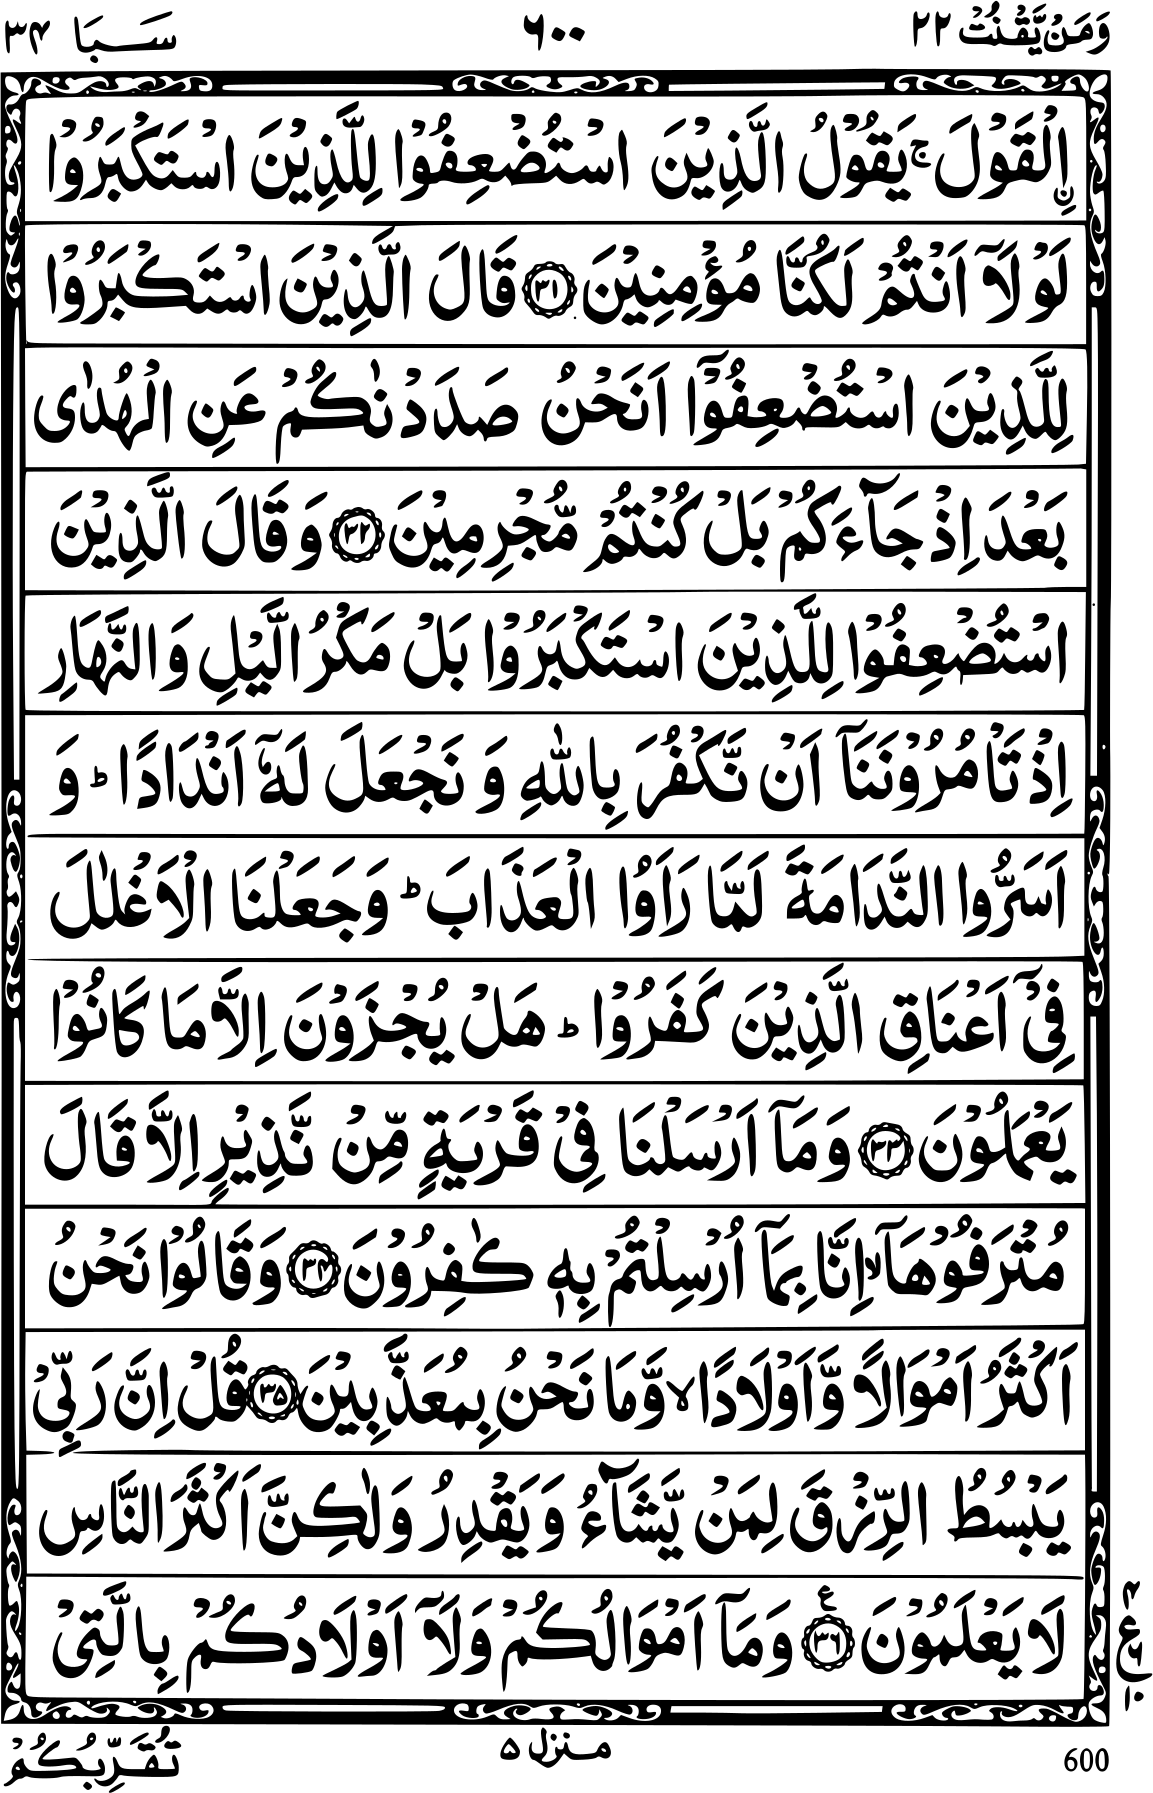 وَمَنْ يَّقْنُتْ ٢٢ ٦٠٠ سَبَا ٣٤
اِۨلْقَوْلَ ۚ يَقُوْلُ الَّذِيْنَ اسْتُضْعِفُوْا لِلَّذِيْنَ اسْتَكْبَرُوْا
لَوْ لَاۤ اَنْتُمْ لَكُنَّا مُؤْمِنِيْنَ ﴿٣١﴾ قَالَ الَّذِيْنَ اسْتَكْبَرُوْا
لِلَّذِيْنَ اسْتُضْعِفُوْۤا اَنَحْنُ صَدَدْنٰكُمْ عَنِ الْهُدٰى
بَعْدَ اِذْ جَآءَكُمْ بَلْ كُنْتُمْ مُّجْرِمِيْنَ ﴿٣٢﴾ وَ قَالَ الَّذِيْنَ
اسْتُضْعِفُوْا لِلَّذِيْنَ اسْتَكْبَرُوْا بَلْ مَكْرُ الَّيْلِ وَ النَّهَارِ
اِذْ تَاْمُرُوْنَنَاۤ اَنْ نَّكْفُرَ بِاللّٰهِ وَ نَجْعَلَ لَهٗۤ اَنْدَادًا ؕ وَ
اَسَرُّوا النَّدَامَةَ لَمَّا رَاَوُا الْعَذَابَ ؕ وَ جَعَلْنَا الْاَغْلٰلَ
فِيْۤ اَعْنَاقِ الَّذِيْنَ كَفَرُوْا ؕ هَلْ يُجْزَوْنَ اِلَّا مَا كَانُوْا
يَعْمَلُوْنَ ﴿٣٣﴾ وَ مَاۤ اَرْسَلْنَا فِيْ قَرْيَةٍ مِّنْ نَّذِيْرٍ اِلَّا قَالَ
مُتْرَفُوْهَاۤ ۙ اِنَّا بِمَاۤ اُرْسِلْتُمْ بِهٖ كٰفِرُوْنَ ﴿٣٤﴾ وَ قَالُوْا نَحْنُ
اَكْثَرُ اَمْوَالًا وَّ اَوْلَادًا ۙ وَّ مَا نَحْنُ بِمُعَذَّبِيْنَ ﴿٣٥﴾ قُلْ اِنَّ رَبِّيْ
يَبْسُطُ الرِّزْقَ لِمَنْ يَّشَآءُ وَ يَقْدِرُ وَلٰكِنَّ اَكْثَرَ النَّاسِ
لَا يَعْلَمُوْنَ ﴿٣٦﴾ ع وَ مَاۤ اَمْوَالُكُمْ وَلَاۤ اَوْلَادُكُمْ بِالَّتِيْ
٤
ع
٦
١٠
تُقَرِّبُكُمْ
منزل ٥
600